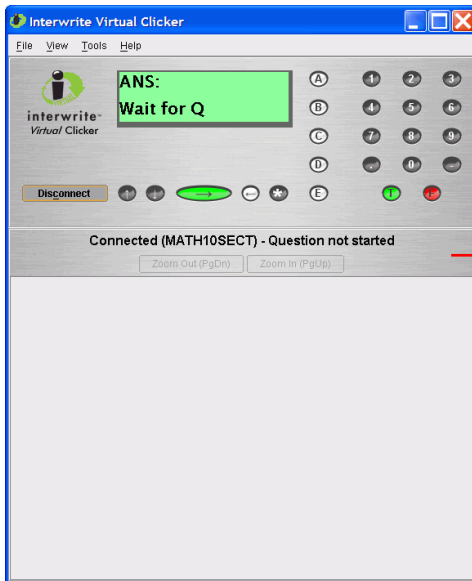 Interwrite Virtual Clicker
File View Tools Help
ANS:
Wait for Q
interwrite™
Virtual Clicker
A 1 2 3
B 4 5 6
C 7 8 9
D . 0 -
Disconnect ↑ ↓ → ← * E T F
Connected (MATH10SECT) - Question not started
Zoom Out (PgDn) Zoom In (PgUp)